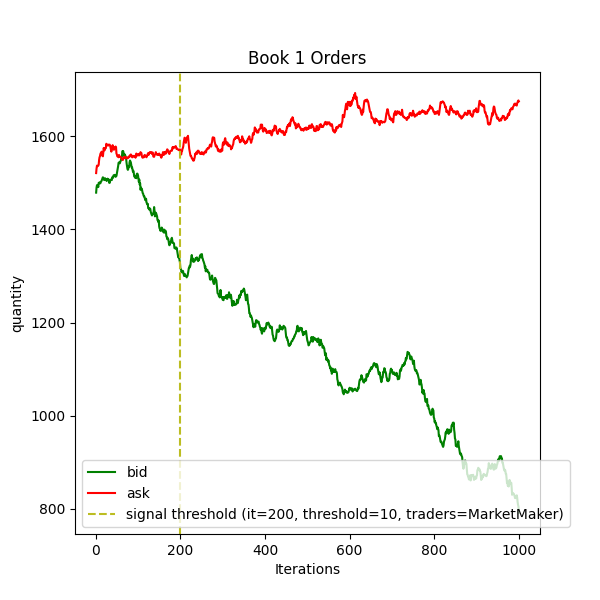 Book 1 Orders
1600
1400
1200
1000
800
quantity
bid
ask
signal threshold (it=200, threshold=10, traders=MarketMaker)
0 200 400 600 800 1000
Iterations